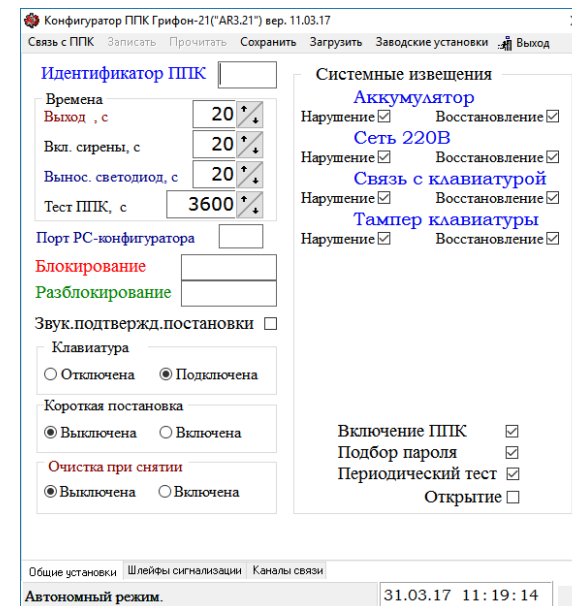 Конфигуратор ППК Грифон-21("AR3.21") вер. 11.03.17
Связь с ППК Записать Прочитать Сохранить Загрузить Заводские установки Выход
Идентификатор ППК
Времена
Выход , с 20
Вкл. сирены, с 20
Вынос. светодиод, с 20
Тест ППК, с 3600
Порт PC-конфигуратора
Блокирование
Разблокирование
Звук.подтвержд.постановки
Клавиатура
Отключена Подключена
Короткая постановка
Выключена Включена
Очистка при снятии
Выключена Включена
Системные извещения
Аккумулятор
Нарушение Восстановление
Сеть 220В
Нарушение Восстановление
Связь с клавиатурой
Нарушение Восстановление
Тампер клавиатуры
Нарушение Восстановление
Включение ППК
Подбор пароля
Периодический тест
Открытие
Общие установки Шлейфы сигнализации Каналы связи
Автономный режим. 31.03.17 11:19:14